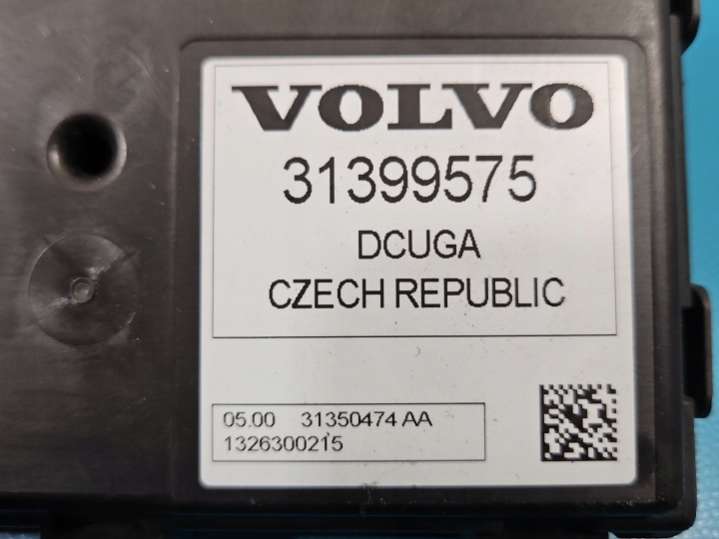 VOLVO
31399575
DCUGA
CZECH REPUBLIC
05.00 31350474 AA
1326300215